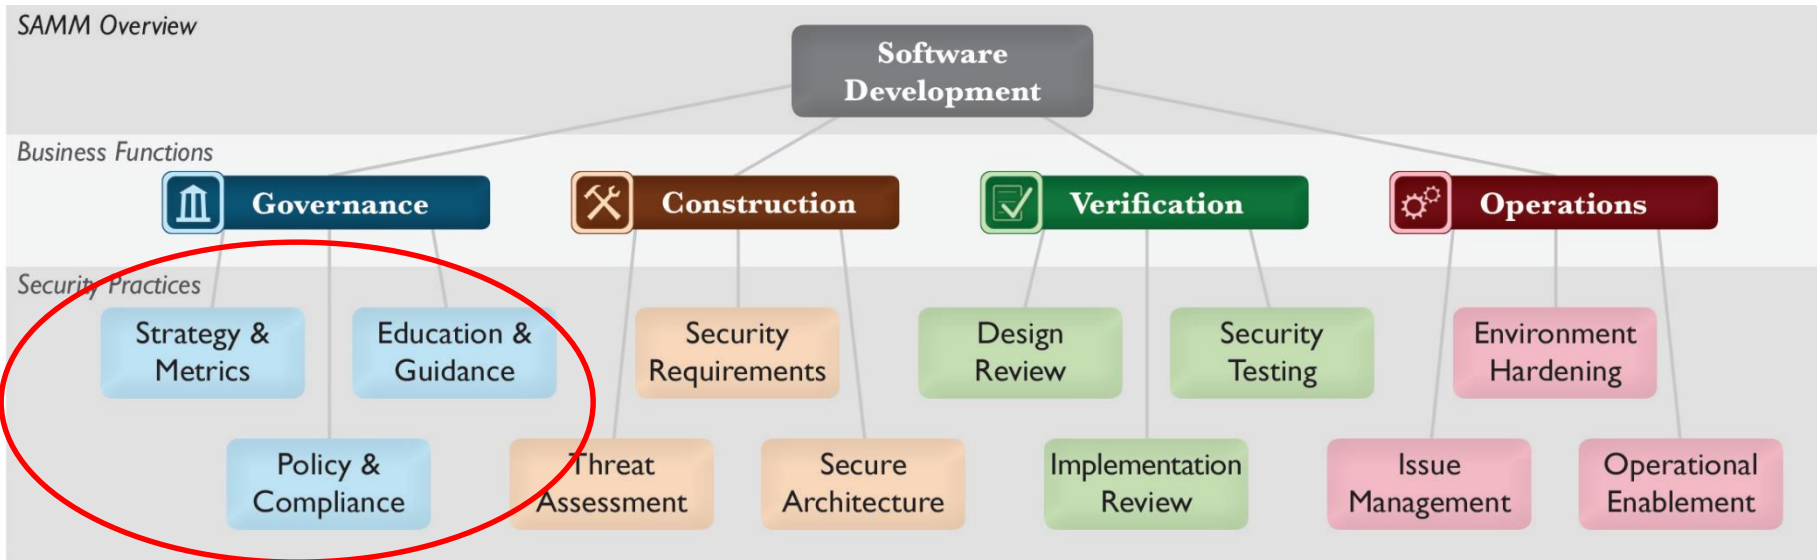 SAMM Overview
Software
Development
Business Functions
Governance
Construction
Verification
Operations
Security Practices
Strategy &
Metrics
Education &
Guidance
Security
Requirements
Design
Review
Security
Testing
Environment
Hardening
Policy &
Compliance
Threat
Assessment
Secure
Architecture
Implementation
Review
Issue
Management
Operational
Enablement